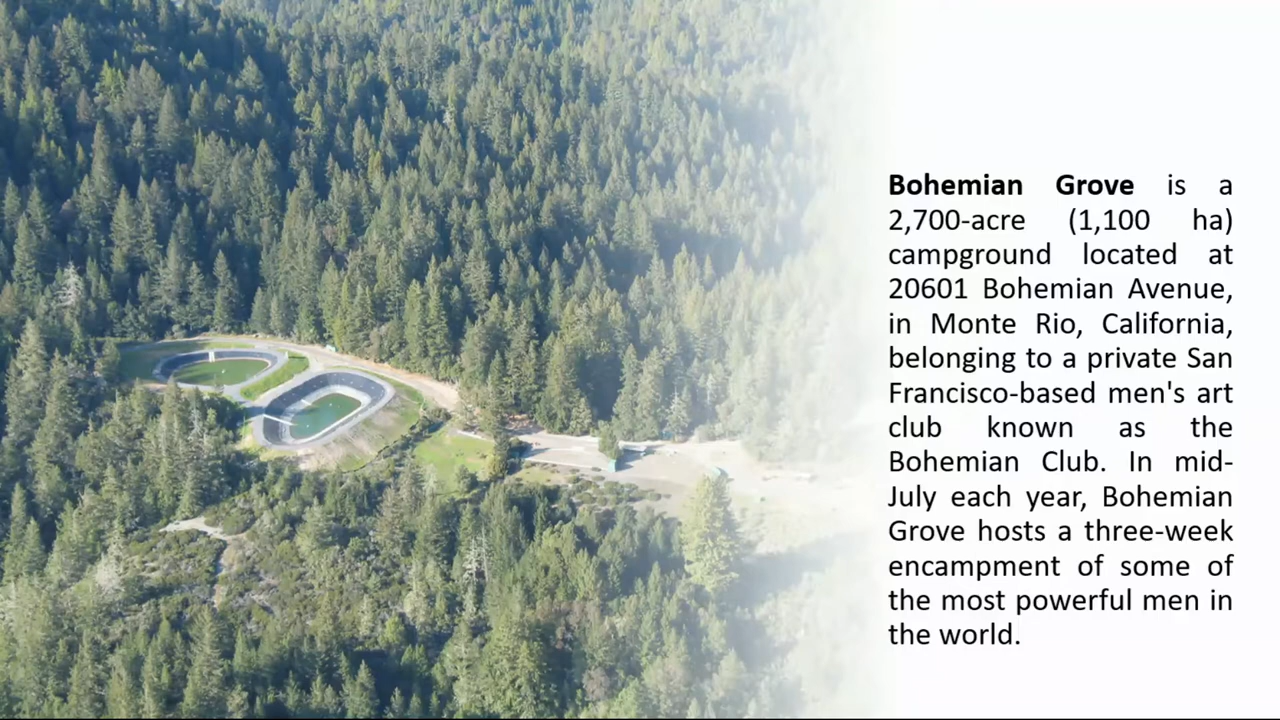 Bohemian Grove is a
2,700-acre (1,100 ha)
campground located at
20601 Bohemian Avenue,
in Monte Rio, California,
belonging to a private San
Francisco-based men's art
club known as the
Bohemian Club. In mid-
July each year, Bohemian
Grove hosts a three-week
encampment of some of
the most powerful men in
the world.